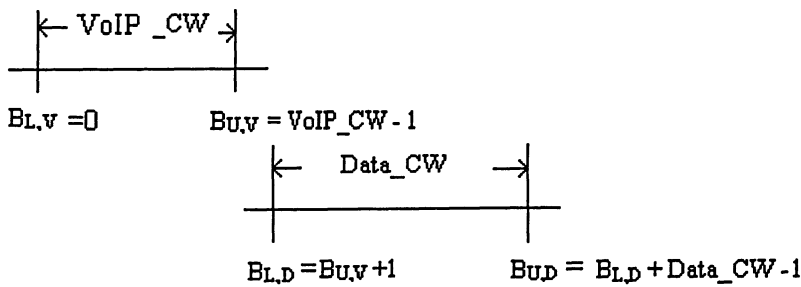 VoIP _CW
BL,V =0 BU,V = VoIP_CW - 1
Data_CW
BL,D =BU,V +1 BU,D = BL,D +Data_CW-1